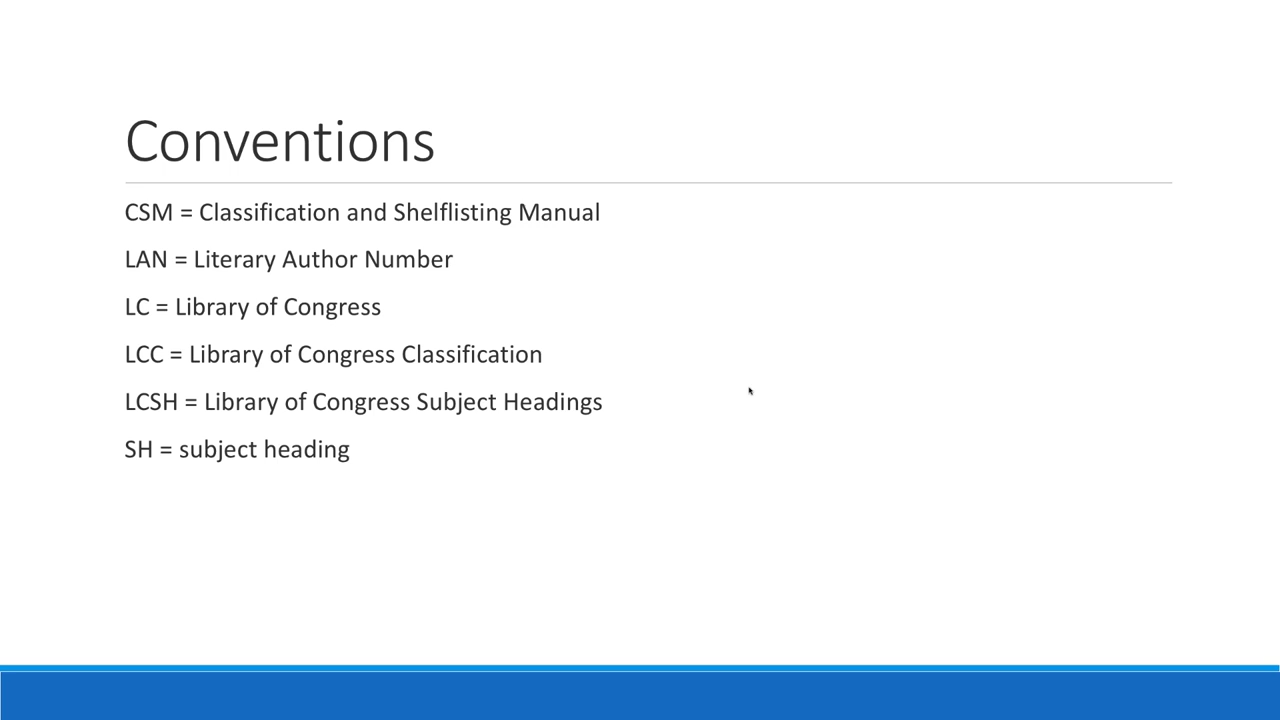 Conventions
CSM = Classification and Shelflisting Manual
LAN = Literary Author Number
LC = Library of Congress
LCC = Library of Congress Classification
LCSH = Library of Congress Subject Headings
SH = subject heading